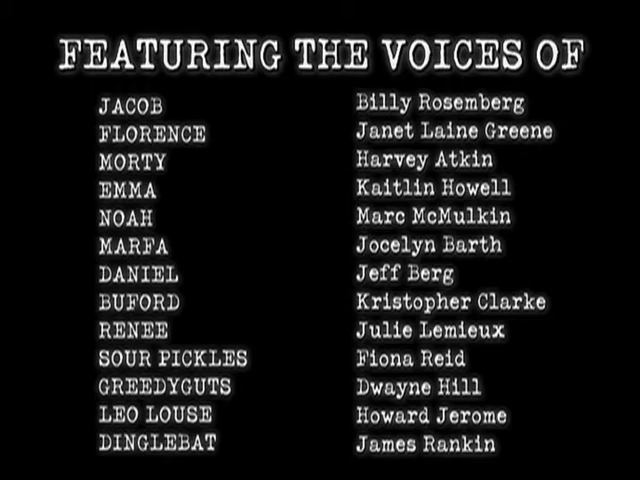 FEATURING THE VOICES OF
JACOB Billy Rosemberg
FLORENCE Janet Laine Greene
MORTY Harvey Atkin
EMMA Kaitlin Howell
NOAH Marc McMulkin
MARFA Jocelyn Barth
DANIEL Jeff Berg
BUFORD Kristopher Clarke
RENEE Julie Lemieux
SOUR PICKLES Fiona Reid
GREEDYGUTS Dwayne Hill
LEO LOUSE Howard Jerome
DINGLEBAT James Rankin